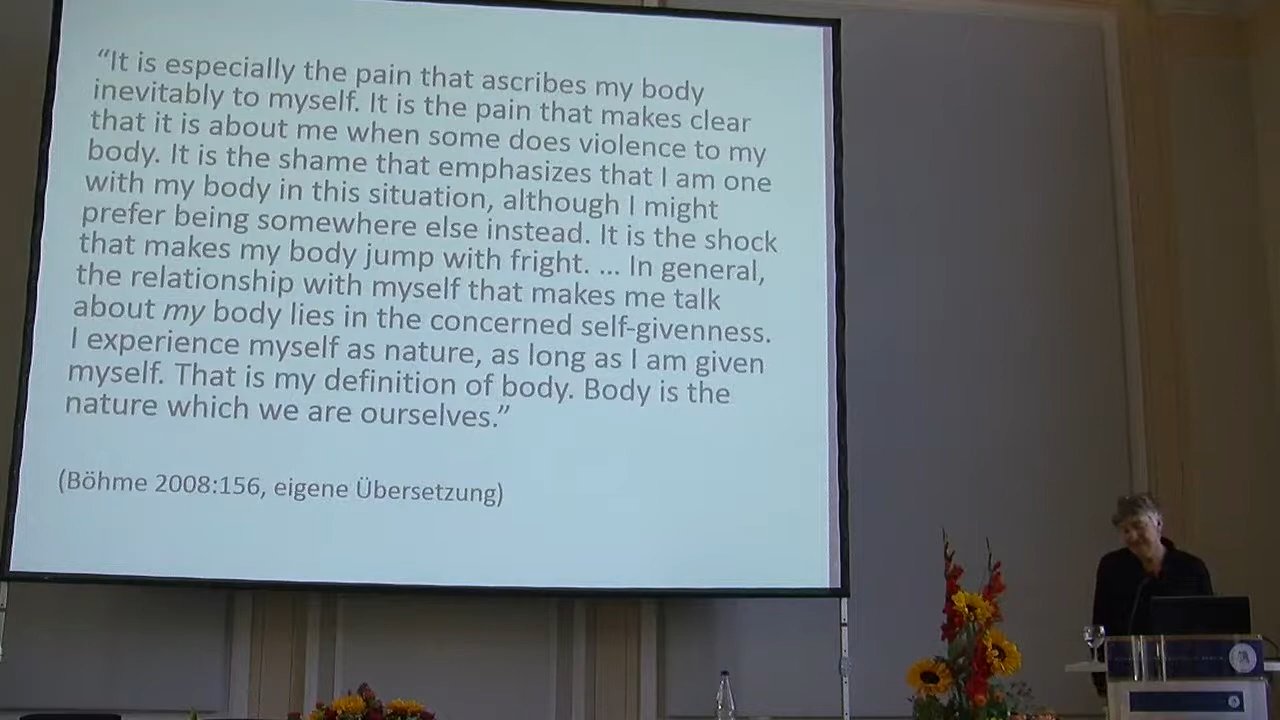 “It is especially the pain that ascribes my body
inevitably to myself. It is the pain that makes clear
that it is about me when some does violence to my
body. It is the shame that emphasizes that I am one
with my body in this situation, although I might
prefer being somewhere else instead. It is the shock
that makes my body jump with fright. ... In general,
the relationship with myself that makes me talk
about my body lies in the concerned self-givenness.
I experience myself as nature, as long as I am given
myself. That is my definition of body. Body is the
nature which we are ourselves.”
(Böhme 2008:156, eigene Übersetzung)